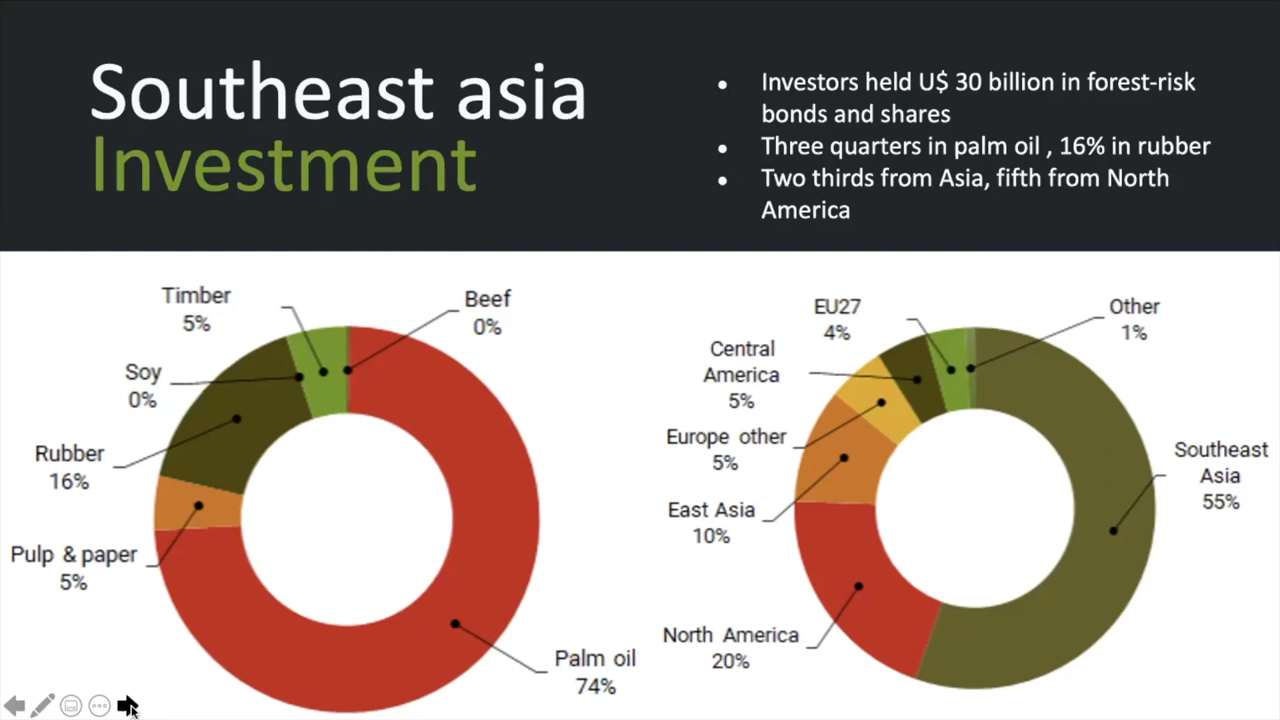 Southeast asia
Investment
• Investors held U$ 30 billion in forest-risk
bonds and shares
• Three quarters in palm oil , 16% in rubber
• Two thirds from Asia, fifth from North
America
Timber
5%
Beef
0%
Soy
0%
Rubber
16%
Pulp & paper
5%
Palm oil
74%
EU27
4%
Other
1%
Central
America
5%
Europe other
5%
East Asia
10%
North America
20%
Southeast
Asia
55%